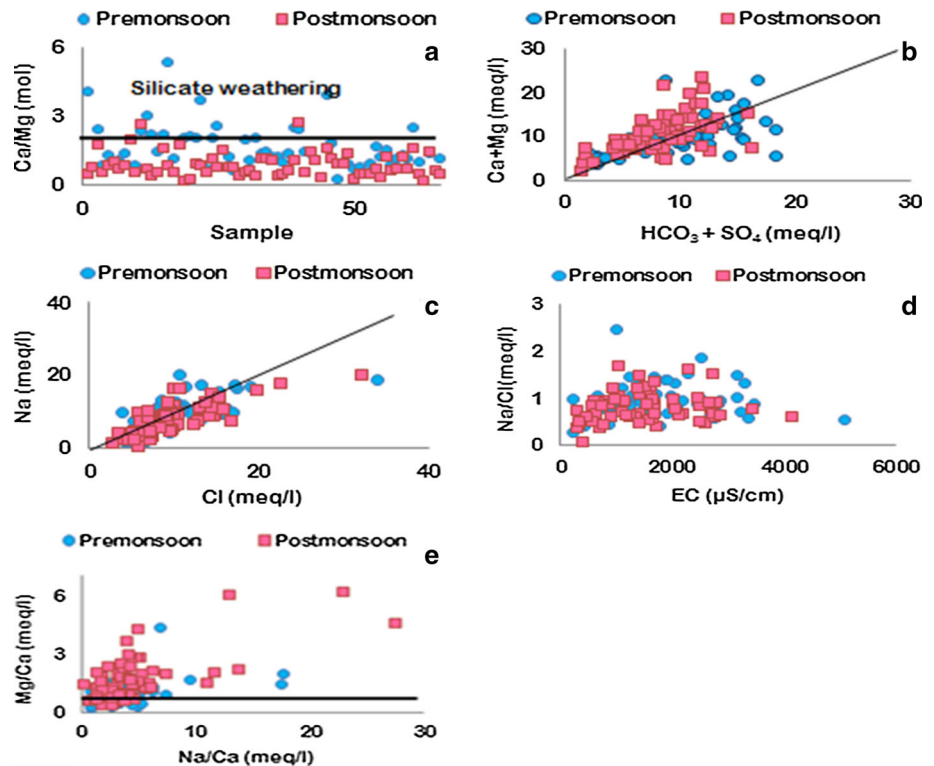 Premonsoon Postmonsoon
a
Ca/Mg (mol)
6
3
0
Silicate weathering
0 50
Sample
Premonsoon Postmonsoon
b
Ca+Mg (meq/l)
30
20
10
0
0 10 20 30
HCO₃ + SO₄ (meq/l)
Premonsoon Postmonsoon
c
Na (meq/l)
40
20
0
0 20 40
Cl (meq/l)
Premonsoon Postmonsoon
d
Na/Cl(meq/l)
3
2
1
0
0 2000 4000 6000
EC (µS/cm)
Premonsoon Postmonsoon
e
Mg/Ca (meq/l)
6
3
0
0 10 20 30
Na/Ca (meq/l)